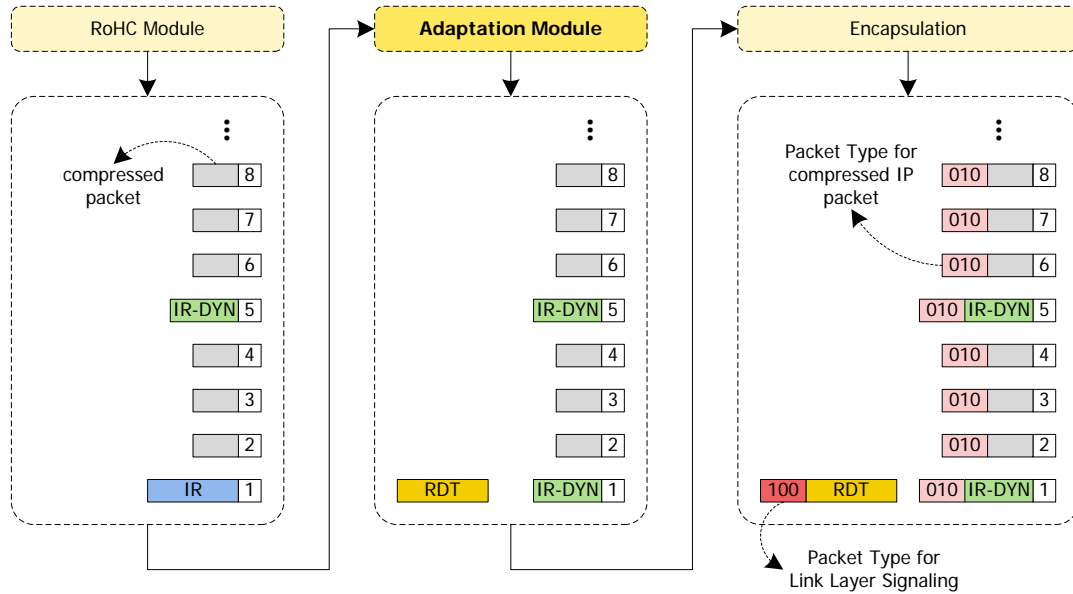 RoHC Module
Adaptation Module
Encapsulation
compressed
packet
8
7
6
IR-DYN 5
4
3
2
IR 1
8
7
6
IR-DYN 5
4
3
2
RDT IR-DYN 1
Packet Type for
compressed IP
packet
010 8
010 7
010 6
010 IR-DYN 5
010 4
010 3
010 2
100 RDT 010 IR-DYN 1
Packet Type for
Link Layer Signaling